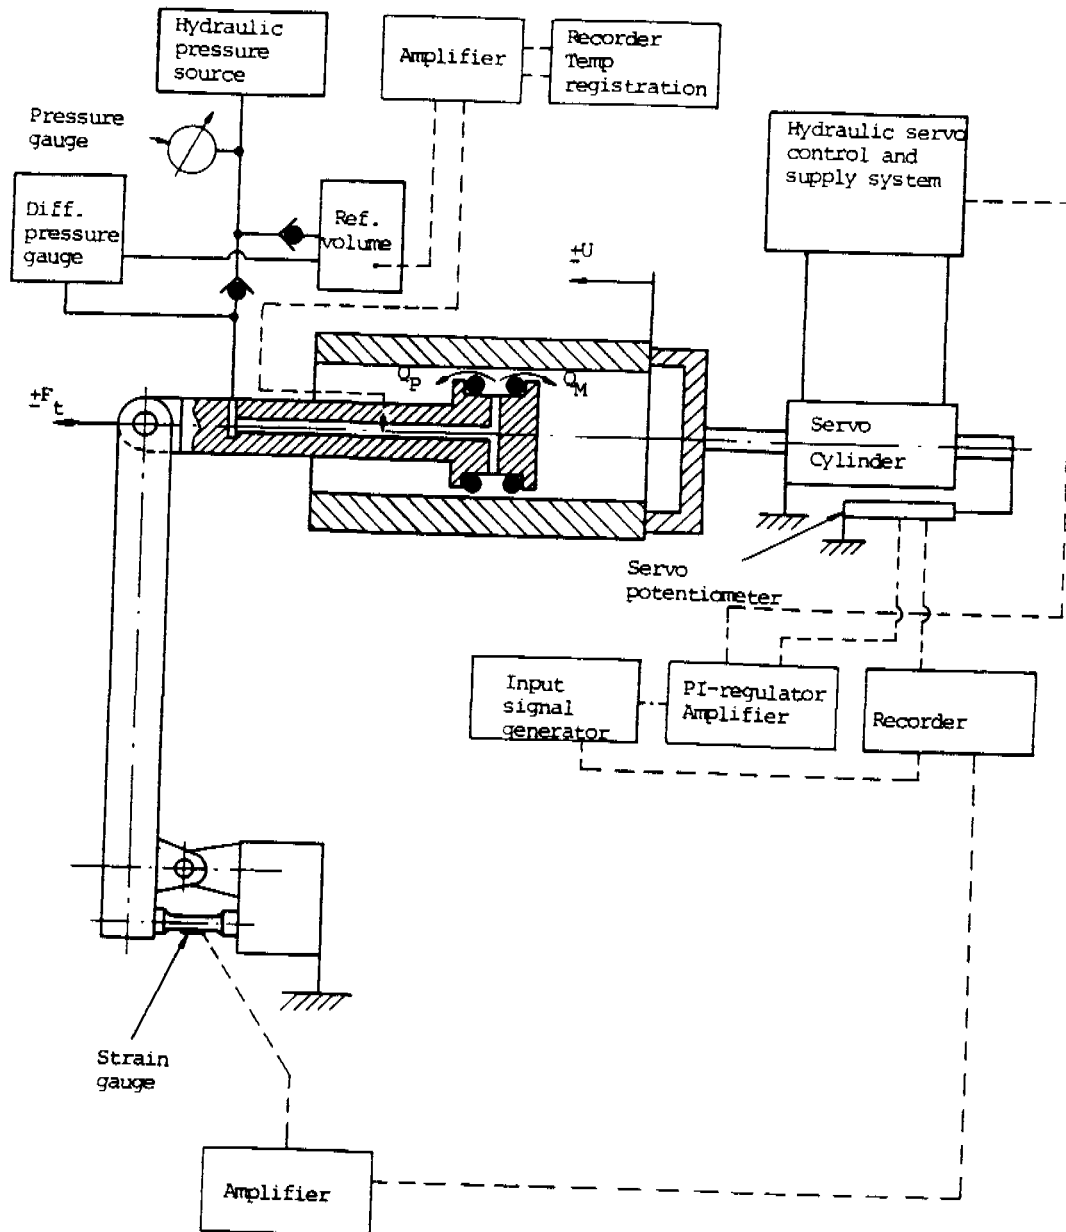 Hydraulic
pressure
source
Amplifier
Recorder
Temp
registration
Pressure
gauge
Hydraulic servo
control and
supply system
Diff.
pressure
gauge
Ref.
volume
±U
Q_P
Q_M
±F_t
Servo
Cylinder
Servo
potentiometer
Input
signal
generator
PI-regulator
Amplifier
Recorder
Strain
gauge
Amplifier